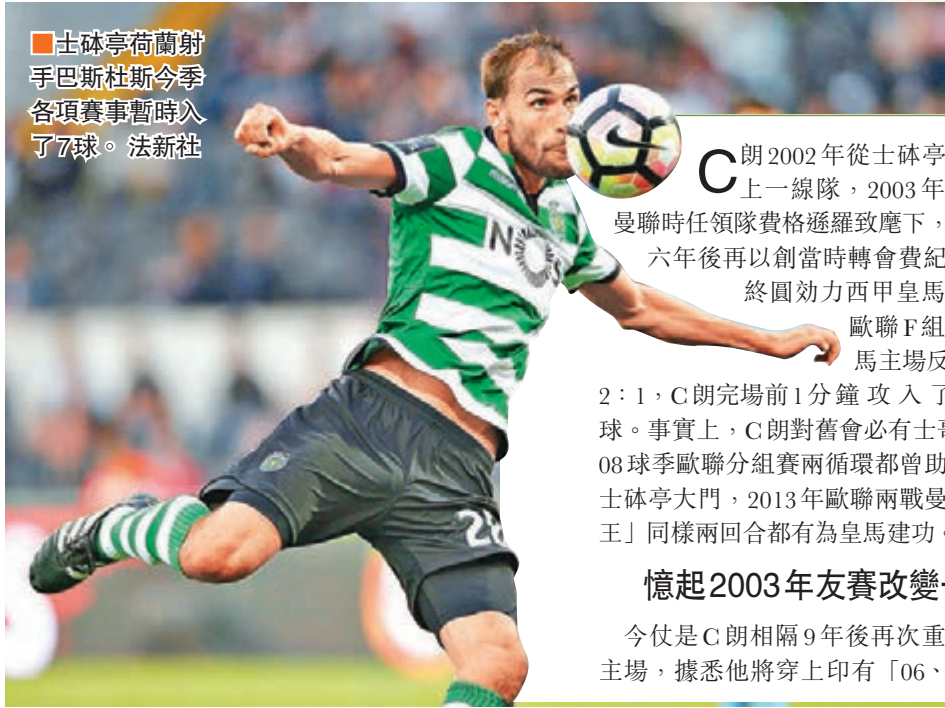 ■士砵亭荷蘭射
手巴斯杜斯今季
各項賽事暫時入
了7球。 法新社
NOS
28
C朗2002年從士砵亭
上一線隊，2003年
曼聯時任領隊費格遜羅致麾下，
六年後再以創當時轉會費紀
終圓効力西甲皇馬
歐聯F組
馬主場反
2：1，C朗完場前1分鐘攻入了
球。事實上，C朗對舊會必有士
08球季歐聯分組賽兩循環都曾助
士砵亭大門，2013年歐聯兩戰曼
王」同樣兩回合都有為皇馬建功。
憶起2003年友賽改變
今仗是C朗相隔9年後再次重
主場，據悉他將穿上印有「06、